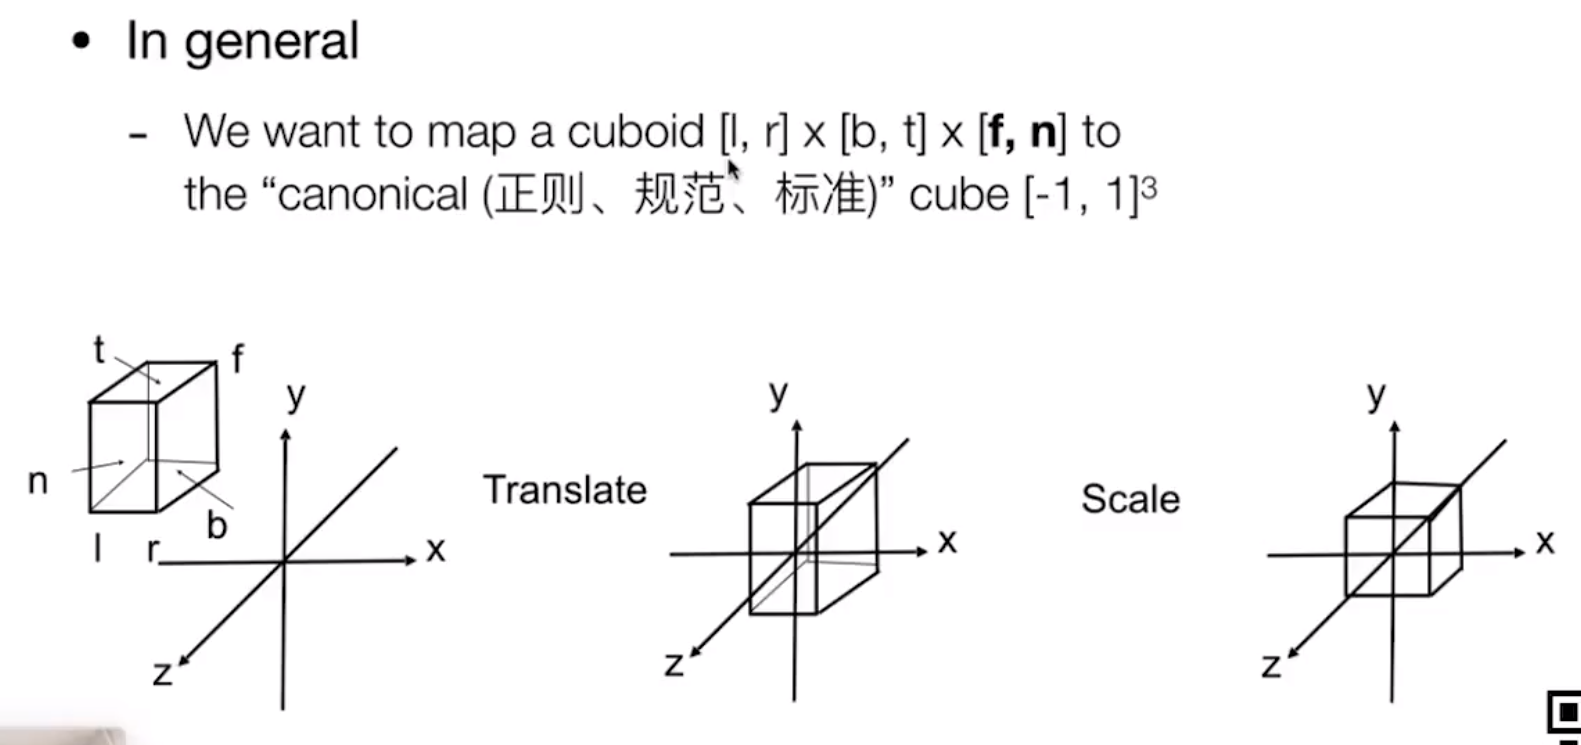 • In general
- We want to map a cuboid [l, r] x [b, t] x [f, n] to
the “canonical (正则、规范、标准)” cube [-1, 1]³
t
f
y
n
b
l
r
x
z
Translate
y
x
z
Scale
y
x
z